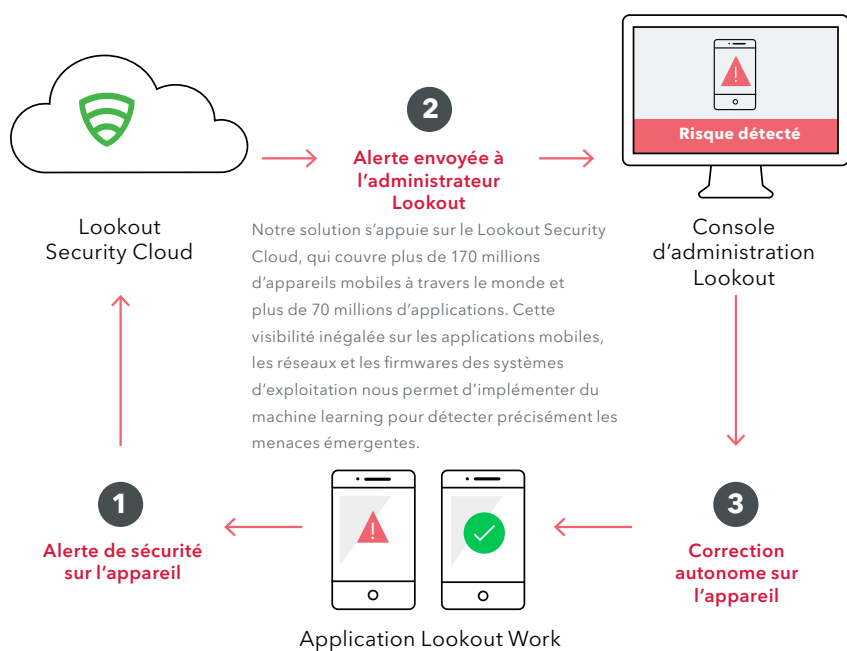 2
Alerte envoyée à
l'administrateur
Lookout
Risque détecté
Lookout
Security Cloud
Notre solution s'appuie sur le Lookout Security
Cloud, qui couvre plus de 170 millions
d'appareils mobiles à travers le monde et
plus de 70 millions d'applications. Cette
visibilité inégalée sur les applications mobiles,
les réseaux et les firmwares des systèmes
d'exploitation nous permet d'implémenter du
machine learning pour détecter précisément les
menaces émergentes.
Console
d'administration
Lookout
1
Alerte de sécurité
sur l'appareil
3
Correction
autonome sur
l'appareil
Application Lookout Work